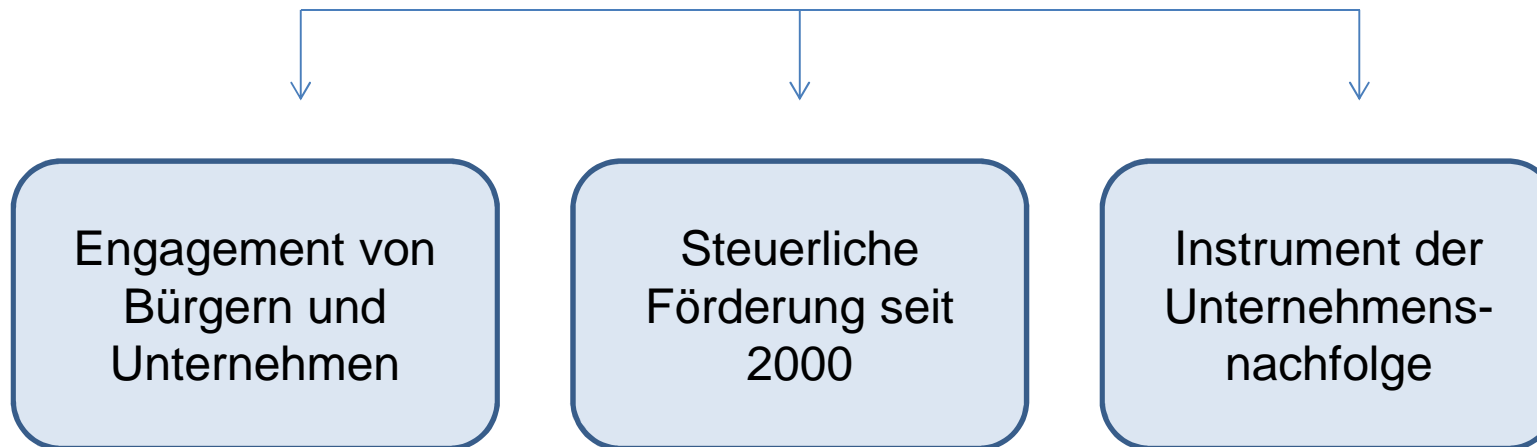 Engagement von
Bürgern und
Unternehmen
Steuerliche
Förderung seit
2000
Instrument der
Unternehmens-
nachfolge